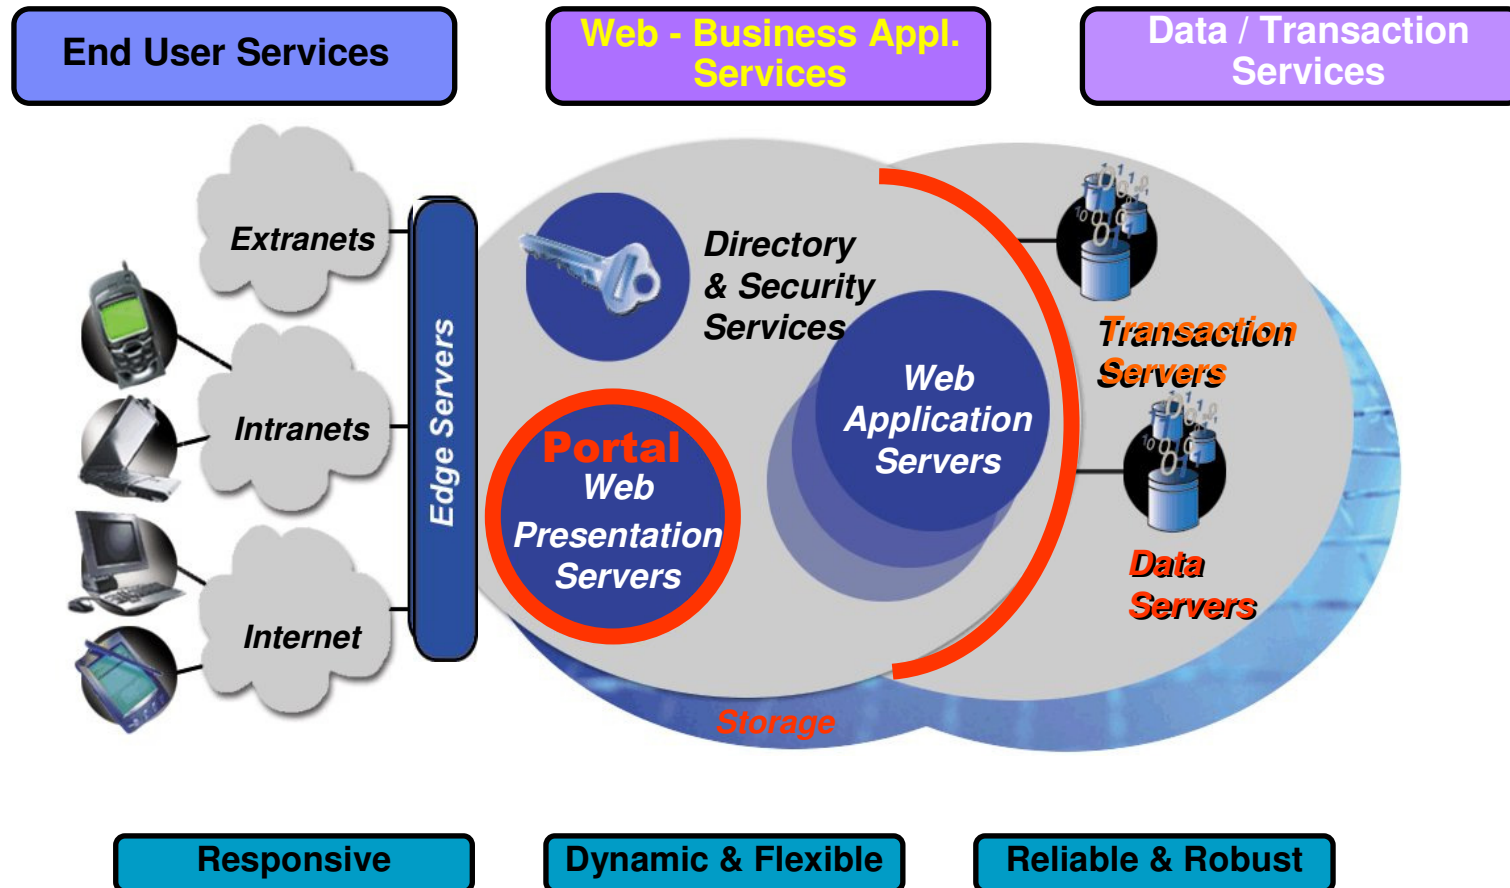 End User Services
Web - Business Appl.
Services
Data / Transaction
Services
Extranets
Intranets
Internet
Edge Servers
Directory
& Security
Services
Portal
Web
Presentation
Servers
Web
Application
Servers
Transaction
Servers
Data
Servers
Storage
Responsive
Dynamic & Flexible
Reliable & Robust